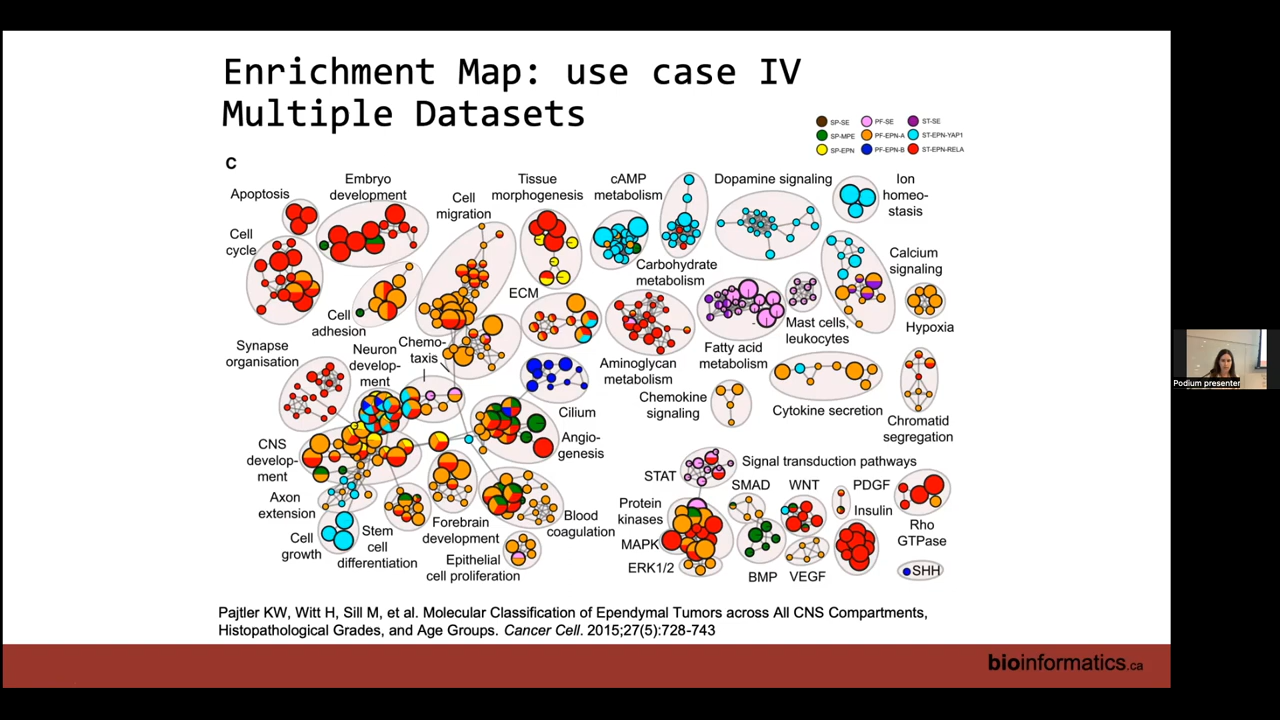 Enrichment Map: use case IV
Multiple Datasets
SP-SE
PF-SE
ST-SE
SP-MPE
PF-EPN-A
ST-EPN-YAP1
SP-EPN
PF-EPN-B
ST-EPN-RELA
C
Apoptosis
Embryo
development
Cell
migration
Tissue
morphogenesis
cAMP
metabolism
Dopamine signaling
Ion
homeo-
stasis
Cell
cycle
Carbohydrate
metabolism
Calcium
signaling
Cell
adhesion
ECM
Mast cells,
leukocytes
Hypoxia
Synapse
organisation
Neuron
develop-
ment
Chemo-
taxis
Aminoglycan
metabolism
Fatty acid
metabolism
Cilium
Chemokine
signaling
Cytokine secretion
Chromatid
segregation
CNS
develop-
ment
Angio-
genesis
Axon
extension
Cell
growth
Stem
cell
differentiation
Forebrain
development
Epithelial
cell proliferation
Blood
coagulation
STAT
Signal transduction pathways
Protein
kinases
SMAD
WNT
PDGF
Insulin
Rho
GTPase
MAPK
ERK1/2
BMP
VEGF
SHH
Pajtler KW, Witt H, Sill M, et al. Molecular Classification of Ependymal Tumors across All CNS Compartments,
Histopathological Grades, and Age Groups. Cancer Cell. 2015;27(5):728-743
bioinformatics.ca
Podium presenter